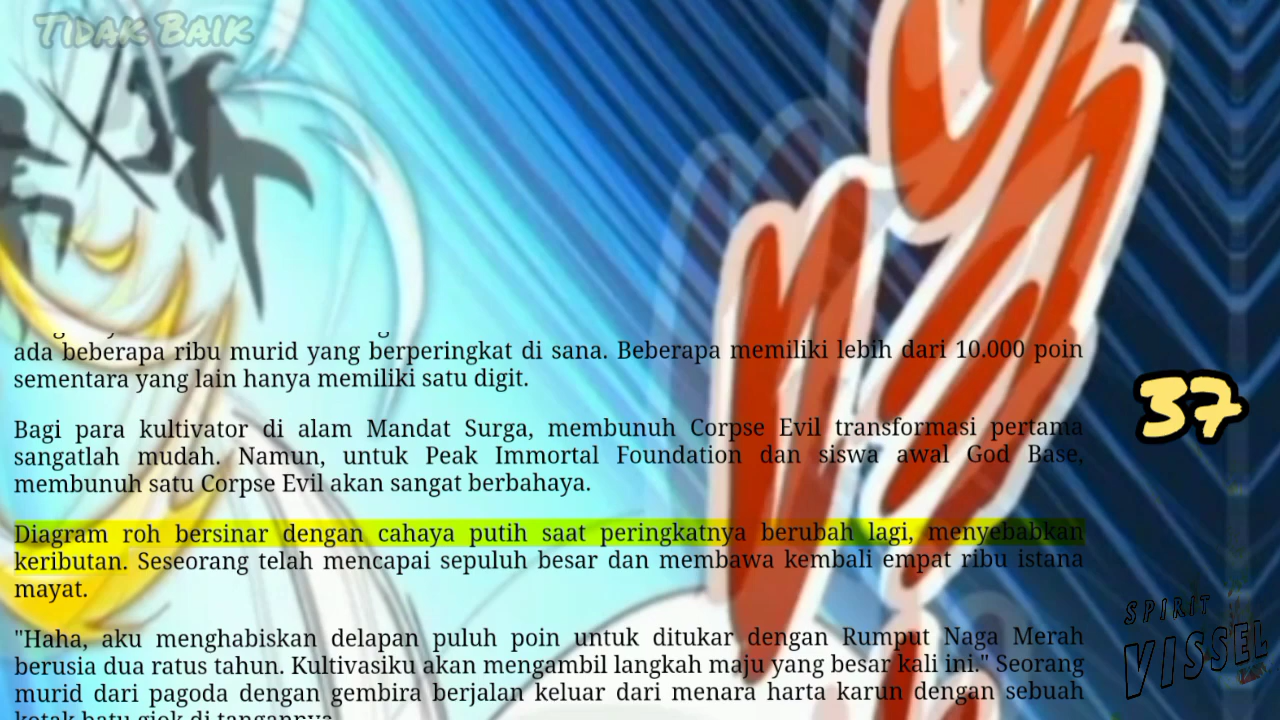 Tidak Baik
ada beberapa ribu murid yang berperingkat di sana. Beberapa memiliki lebih dari 10.000 poin
sementara yang lain hanya memiliki satu digit.
Bagi para kultivator di alam Mandat Surga, membunuh Corpse Evil transformasi pertama
sangatlah mudah. Namun, untuk Peak Immortal Foundation dan siswa awal God Base,
membunuh satu Corpse Evil akan sangat berbahaya.
37
Diagram roh bersinar dengan cahaya putih saat peringkatnya berubah lagi, menyebabkan
keributan. Seseorang telah mencapai sepuluh besar dan membawa kembali empat ribu istana
mayat.
"Haha, aku menghabiskan delapan puluh poin untuk ditukar dengan Rumput Naga Merah
berusia dua ratus tahun. Kultivasiku akan mengambil langkah maju yang besar kali ini." Seorang
murid dari pagoda dengan gembira berjalan keluar dari menara harta karun dengan sebuah
kotak batu giok di tangannya.
SPIRIT
VISSEL